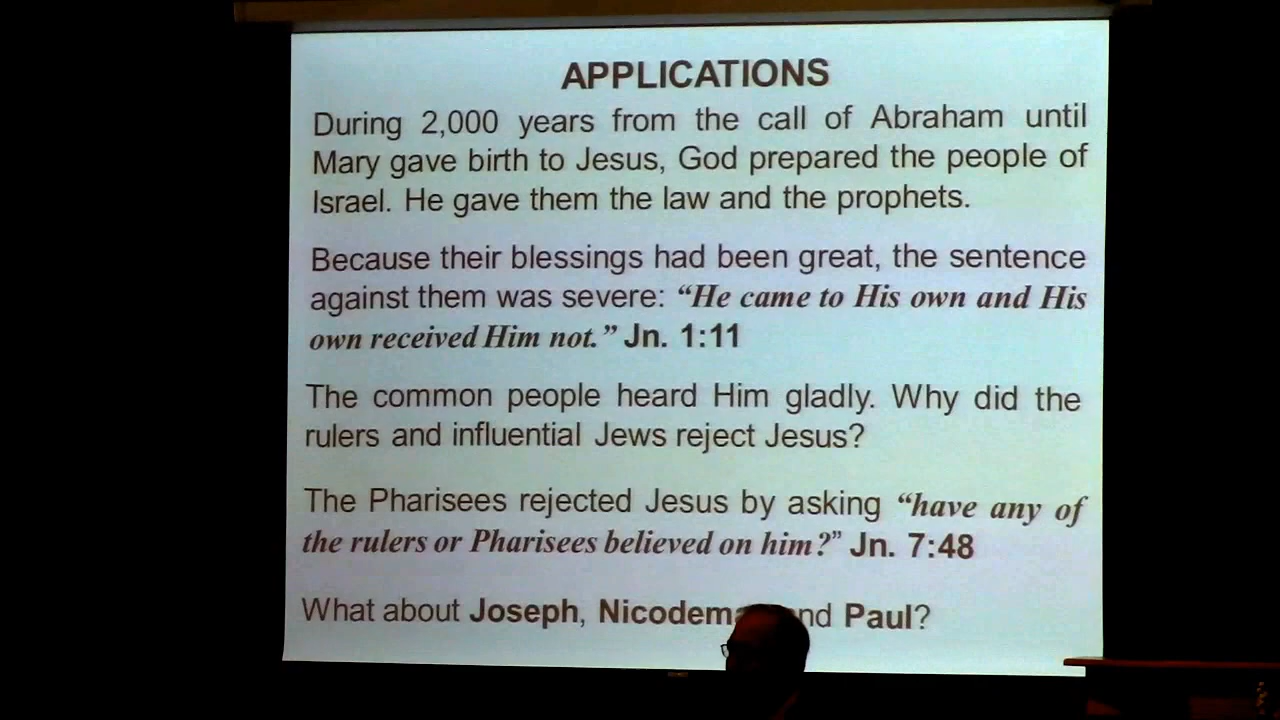 APPLICATIONS
During 2,000 years from the call of Abraham until
Mary gave birth to Jesus, God prepared the people of
Israel. He gave them the law and the prophets.
Because their blessings had been great, the sentence
against them was severe: “He came to His own and His
own received Him not.” Jn. 1:11
The common people heard Him gladly. Why did the
rulers and influential Jews reject Jesus?
The Pharisees rejected Jesus by asking “have any of
the rulers or Pharisees believed on him?” Jn. 7:48
What about Joseph, Paul?